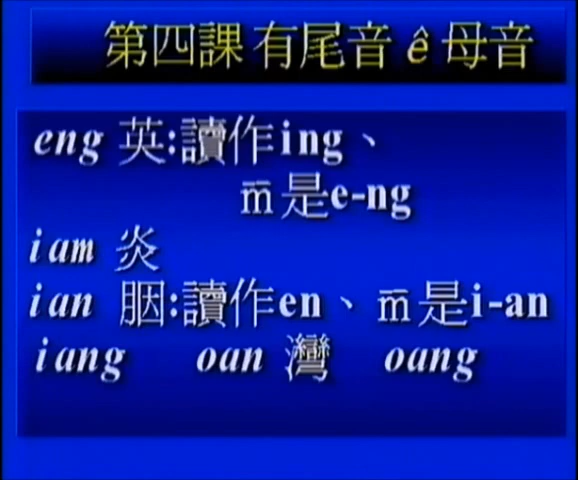 第四課 有尾音 ê 母音
eng 英:讀作ing、
m̄ 是e-ng
iam 炎
ian 胭:讀作en、m̄ 是i-an
iang oan 灣 oang